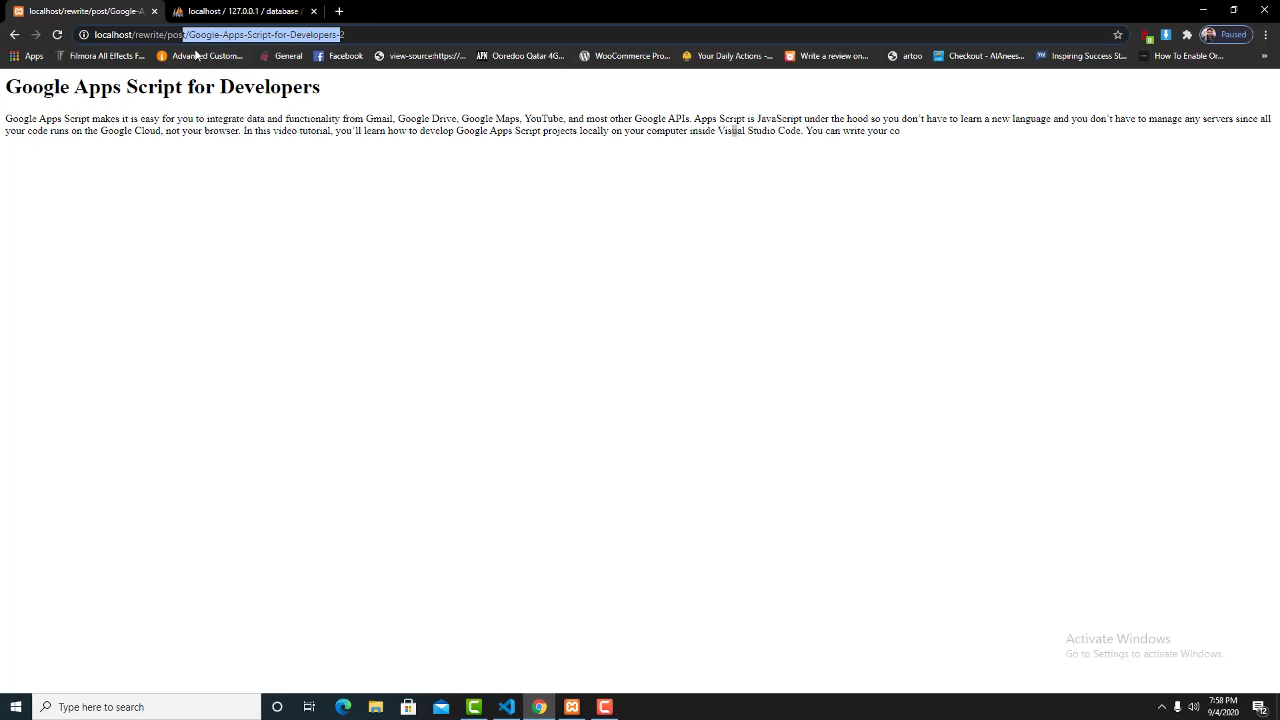 localhost/rewrite/post/Google-A
localhost / 127.0.0.1 / database /
localhost/rewrite/post/Google-Apps-Script-for-Developers-2
Paused
Apps
Filmora All Effects F...
Advanced Custom...
General
Facebook
view-source:https://...
Ooredoo Qatar 4G...
WooCommerce Pro...
Your Daily Actions -...
Write a review on...
artoo
Checkout - AlAnees...
Inspiring Success St...
How To Enable Or...
Google Apps Script for Developers
Google Apps Script makes it is easy for you to integrate data and functionality from Gmail, Google Drive, Google Maps, YouTube, and most other Google APIs. Apps Script is JavaScript under the hood so you don't have to learn a new language and you don't have to manage any servers since all
your code runs on the Google Cloud, not your browser. In this video tutorial, you'll learn how to develop Google Apps Script projects locally on your computer inside Visual Studio Code. You can write your co
Activate Windows
Go to Settings to activate Windows.
Type here to search
7:58 PM
9/4/2020